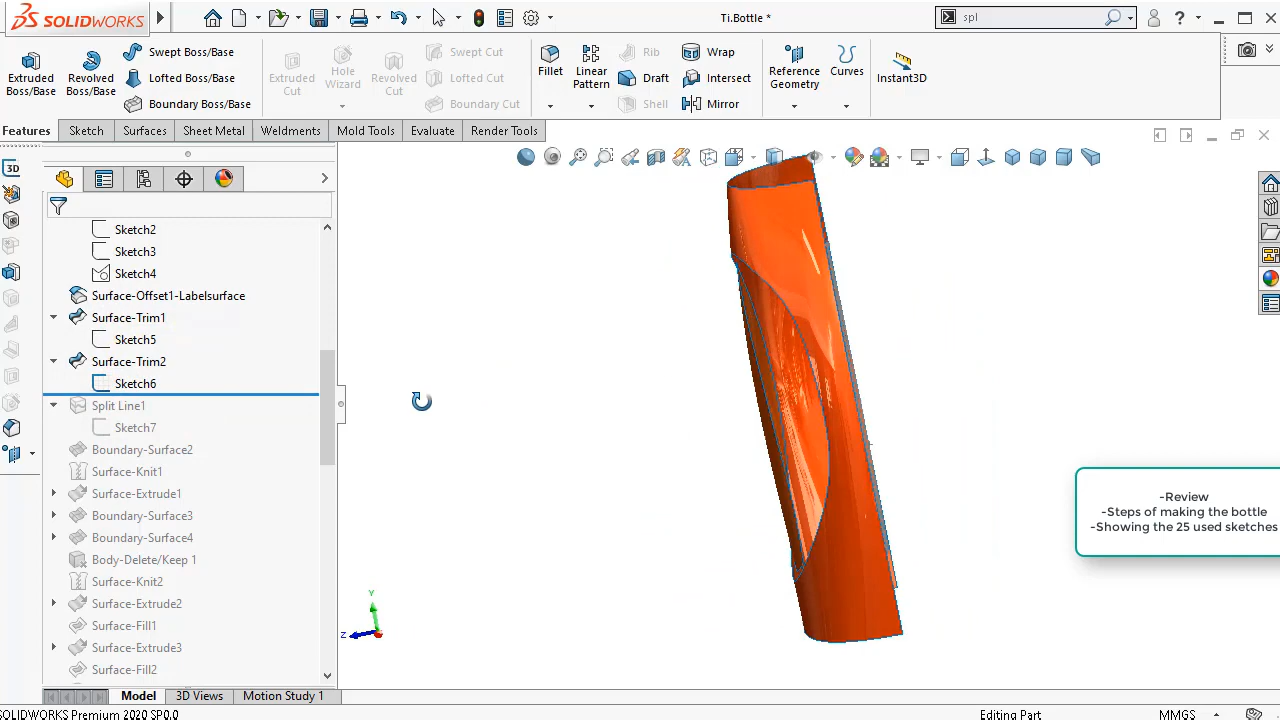 SOLIDWORKS
Ti.Bottle *
spl
Extruded Boss/Base
Revolved Boss/Base
Swept Boss/Base
Lofted Boss/Base
Boundary Boss/Base
Extruded Cut
Hole Wizard
Revolved Cut
Swept Cut
Lofted Cut
Boundary Cut
Fillet
Linear Pattern
Rib
Draft
Shell
Wrap
Intersect
Mirror
Reference Geometry
Curves
Instant3D
Features
Sketch
Surfaces
Sheet Metal
Weldments
Mold Tools
Evaluate
Render Tools
3D
Sketch2
Sketch3
Sketch4
Surface-Offset1-Labelsurface
Surface-Trim1
Sketch5
Surface-Trim2
Sketch6
Split Line1
Sketch7
Boundary-Surface2
Surface-Knit1
Surface-Extrude1
Boundary-Surface3
Boundary-Surface4
Body-Delete/Keep 1
Surface-Knit2
Surface-Extrude2
Surface-Fill1
Surface-Extrude3
Surface-Fill2
Y
Z
-Review
-Steps of making the bottle
-Showing the 25 used sketches
Model
3D Views
Motion Study 1
SOLIDWORKS Premium 2020 SP0.0
Editing Part
MMGS